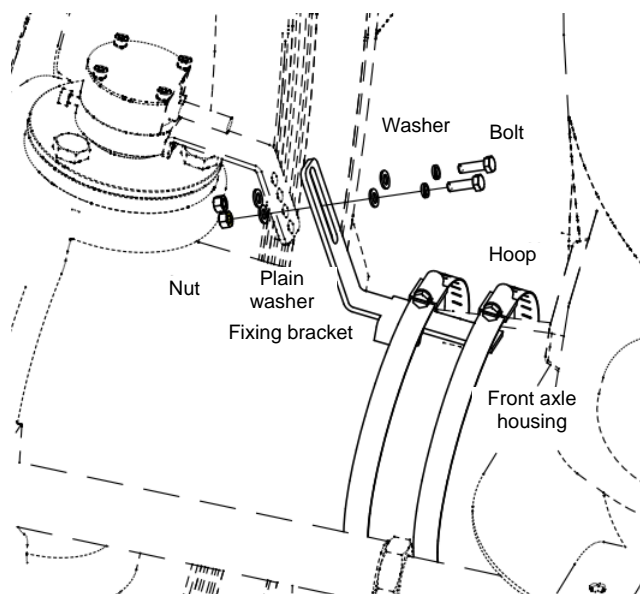 Washer
Bolt
Hoop
Nut
Plain
washer
Fixing bracket
Front axle
housing